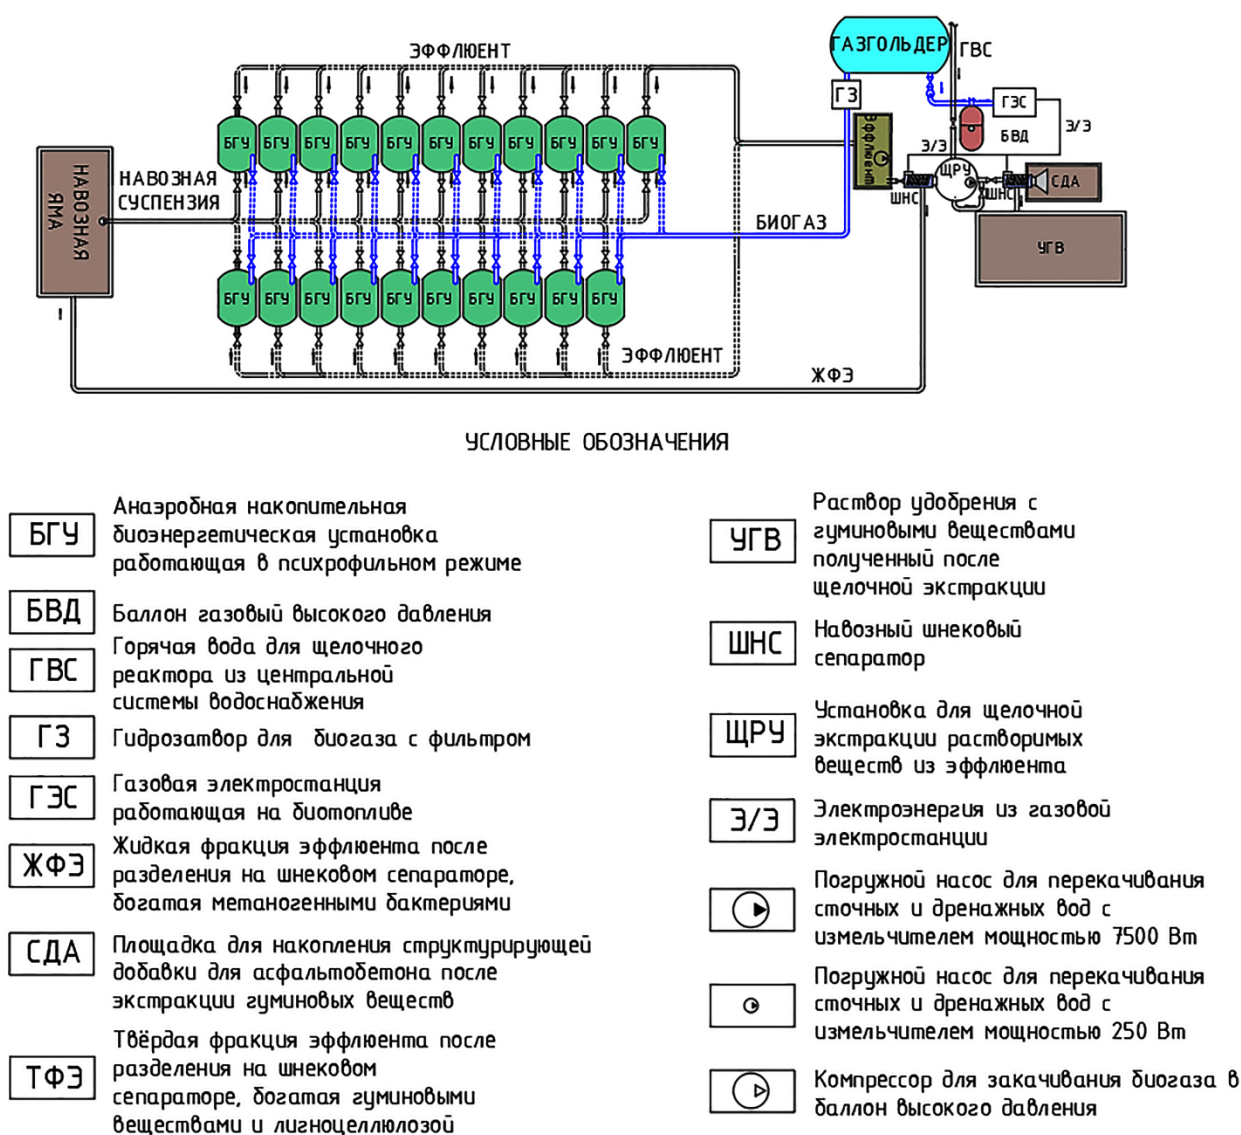 ЭФФЛЮЕНТ
ГАЗГОЛЬДЕР
ГВС
ГЗ
ГЭС
БВД
Э/Э
Э/Э
Эффлюент
БГУ БГУ БГУ БГУ БГУ БГУ БГУ БГУ БГУ БГУ БГУ
ЩРУ
ШНС
ШНС
СДА
НАВОЗНАЯ
ЯМА
НАВОЗНАЯ
СУСПЕНЗИЯ
БИОГАЗ
УГВ
БГУ БГУ БГУ БГУ БГУ БГУ БГУ БГУ БГУ БГУ
ЭФФЛЮЕНТ
ЖФЭ
УСЛОВНЫЕ ОБОЗНАЧЕНИЯ
БГУ
Анаэробная накопительная
биоэнергетическая установка
работающая в психрофильном режиме
БВД
Баллон газовый высокого давления
ГВС
Горячая вода для щелочного
реактора из центральной
системы водоснабжения
ГЗ
Гидрозатвор для биогаза с фильтром
ГЭС
Газовая электростанция
работающая на биотопливе
ЖФЭ
Жидкая фракция эффлюента после
разделения на шнековом сепараторе,
богатая метаногенными бактериями
СДА
Площадка для накопления структурирующей
добавки для асфальтобетона после
экстракции гуминовых веществ
ТФЭ
Твёрдая фракция эффлюента после
разделения на шнековом
сепараторе, богатая гуминовыми
веществами и лигноцеллюлозой
УГВ
Раствор удобрения с
гуминовыми веществами
полученный после
щелочной экстракции
ШНС
Навозный шнековый
сепаратор
ЩРУ
Установка для щелочной
экстракции растворимых
веществ из эффлюента
Э/Э
Электроэнергия из газовой
электростанции
Погружной насос для перекачивания
сточных и дренажных вод с
измельчителем мощностью 7500 Вт
Погружной насос для перекачивания
сточных и дренажных вод с
измельчителем мощностью 250 Вт
Компрессор для закачивания биогаза в
баллон высокого давления